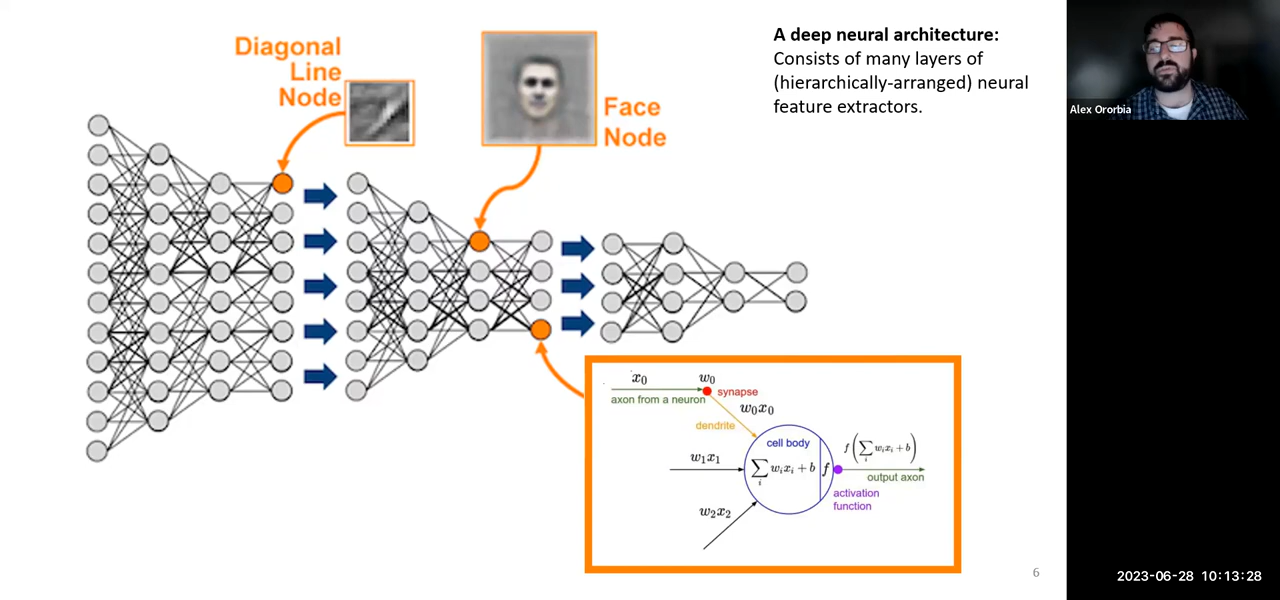 A deep neural architecture:
Consists of many layers of
(hierarchically-arranged) neural
feature extractors.
Alex Ororbia
Diagonal
Line
Node
Face
Node
x₀
w₀
synapse
axon from a neuron
w₀x₀
dendrite
cell body
f(∑ᵢ wᵢxᵢ + b)
w₁x₁
∑ᵢ wᵢxᵢ + b
f
output axon
activation
function
w₂x₂
6
2023-06-28 10:13:28